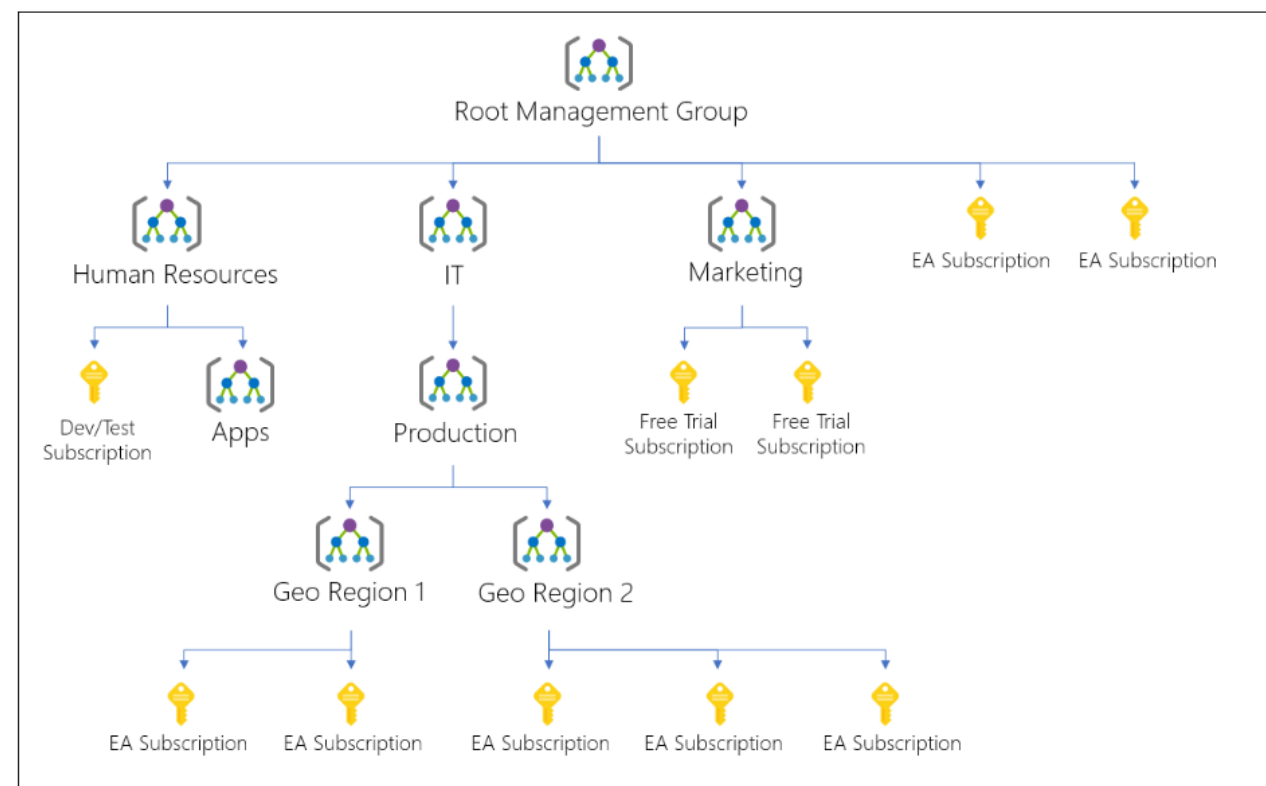 Root Management Group
Human Resources
IT
Marketing
EA Subscription
EA Subscription
Dev/Test
Subscription
Apps
Production
Free Trial
Subscription
Free Trial
Subscription
Geo Region 1
Geo Region 2
EA Subscription
EA Subscription
EA Subscription
EA Subscription
EA Subscription